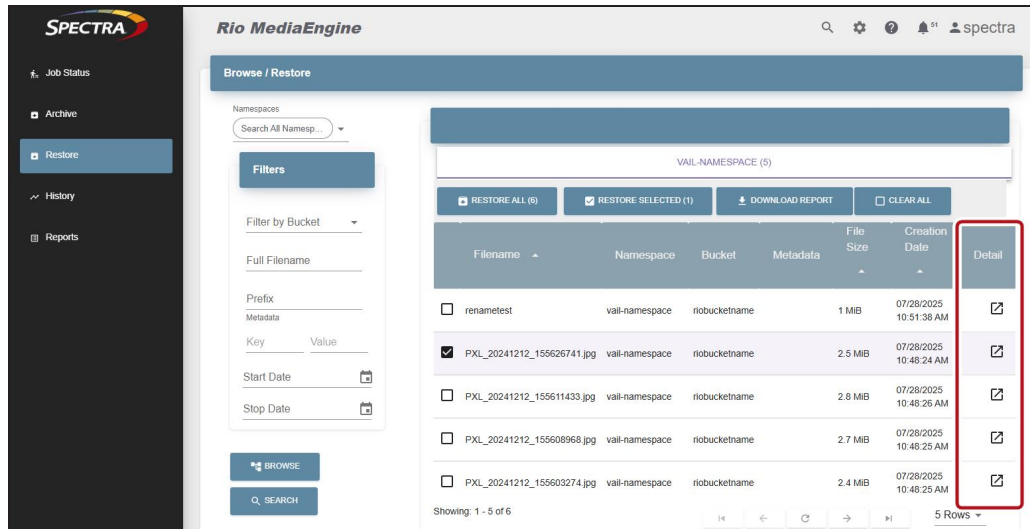 SPECTRA
Rio MediaEngine
51
spectra
Job Status
Archive
Restore
History
Reports
Browse / Restore
Namespaces
Search All Namesp...
Filters
Filter by Bucket
Full Filename
Prefix
Metadata
Key Value
Start Date
Stop Date
BROWSE
SEARCH
VAIL-NAMESPACE (5)
RESTORE ALL (6) RESTORE SELECTED (1) DOWNLOAD REPORT CLEAR ALL
Filename Namespace Bucket Metadata File Size Creation Date Detail
renametest vail-namespace riobucketname 1 MiB 07/28/2025 10:51:38 AM
PXL_20241212_155626741.jpg vail-namespace riobucketname 2.5 MiB 07/28/2025 10:48:24 AM
PXL_20241212_155611433.jpg vail-namespace riobucketname 2.8 MiB 07/28/2025 10:48:26 AM
PXL_20241212_155608968.jpg vail-namespace riobucketname 2.7 MiB 07/28/2025 10:48:25 AM
PXL_20241212_155603274.jpg vail-namespace riobucketname 2.4 MiB 07/28/2025 10:48:25 AM
Showing: 1 - 5 of 6
5 Rows